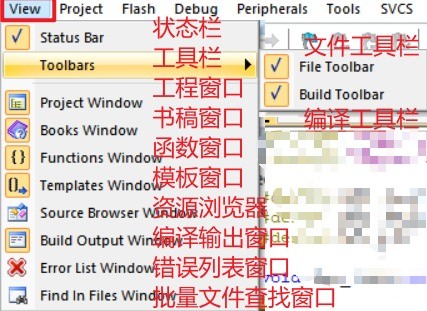 View Project Flash Debug Peripherals Tools SVCS
Status Bar 状态栏
Toolbars 工具栏
文件工具栏
File Toolbar
Build Toolbar
编译工具栏
Project Window 工程窗口
Books Window 书稿窗口
Functions Window 函数窗口
Templates Window 模板窗口
Source Browser Window 资源浏览器
Build Output Window 编译输出窗口
Error List Window 错误列表窗口
Find In Files Window 批量文件查找窗口